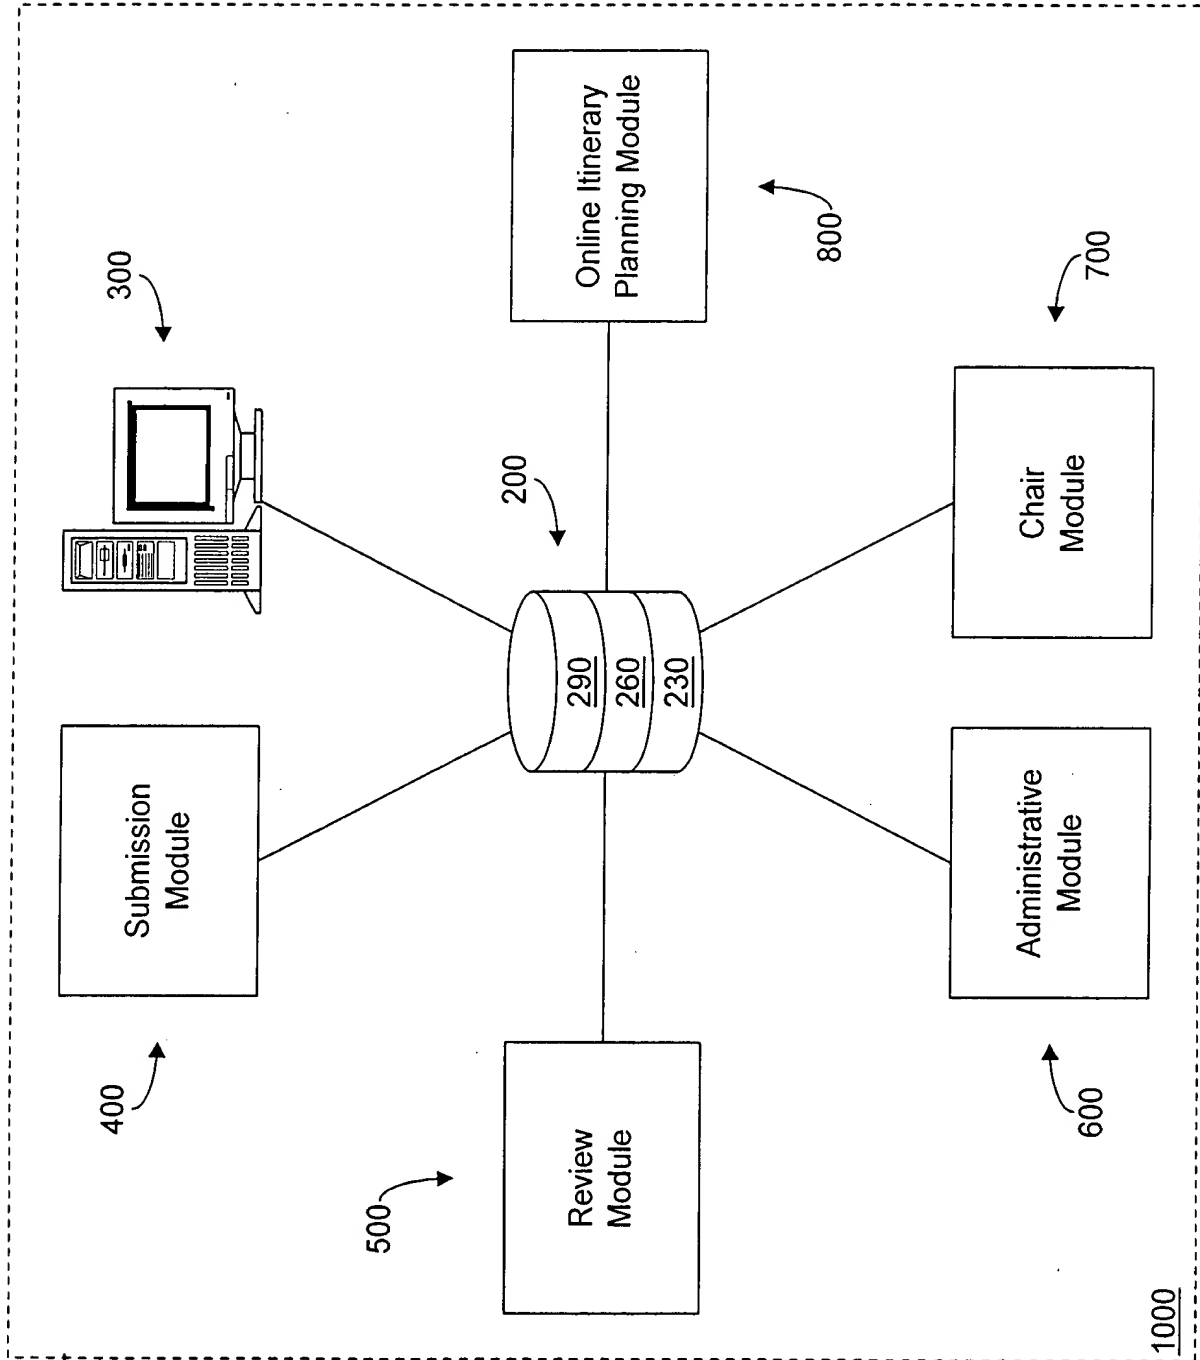 400
Submission
Module
300
500
Review
Module
200
290
260
230
Online Itinerary
Planning Module
800
600
Administrative
Module
Chair
Module
700
1000